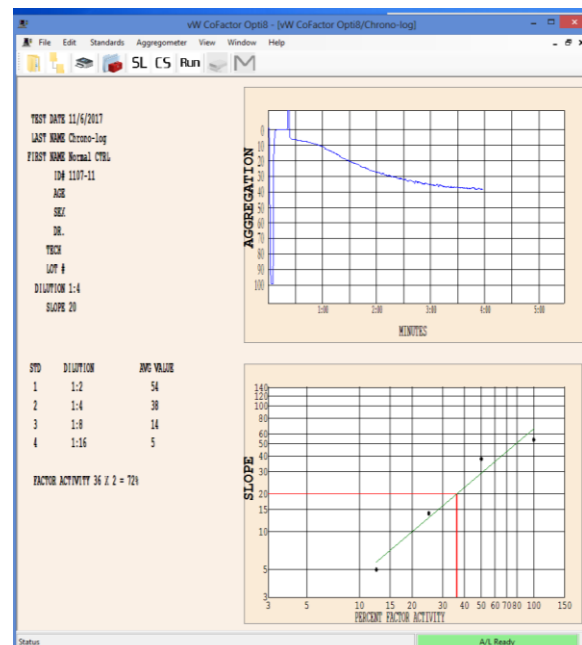 vW CoFactor Opti8 - [vW CoFactor Opti8/Chrono-log]
File Edit Standards Aggregometer View Window Help
SL CS Run M
TEST DATE 11/6/2017
LAST NAME Chrono-log
FIRST NAME Normal CTRL
ID# 1107-11
AGE
SEX
DR.
TECH
LOT #
DILUTION 1:4
SLOPE 20
AGGREGATION
0
10
20
30
40
50
60
70
80
90
100
1:00 2:00 3:00 4:00 5:00
MINUTES
STD DILUTION AVG VALUE
1 1:2 54
2 1:4 38
3 1:8 14
4 1:16 5
FACTOR ACTIVITY 36 X 2 = 72%
SLOPE
140
120
100
80
60
50
40
30
20
15
10
5
3
3 5 10 15 20 30 40 50 60 70 80 100 150
PERCENT FACTOR ACTIVITY
Status A/L Ready